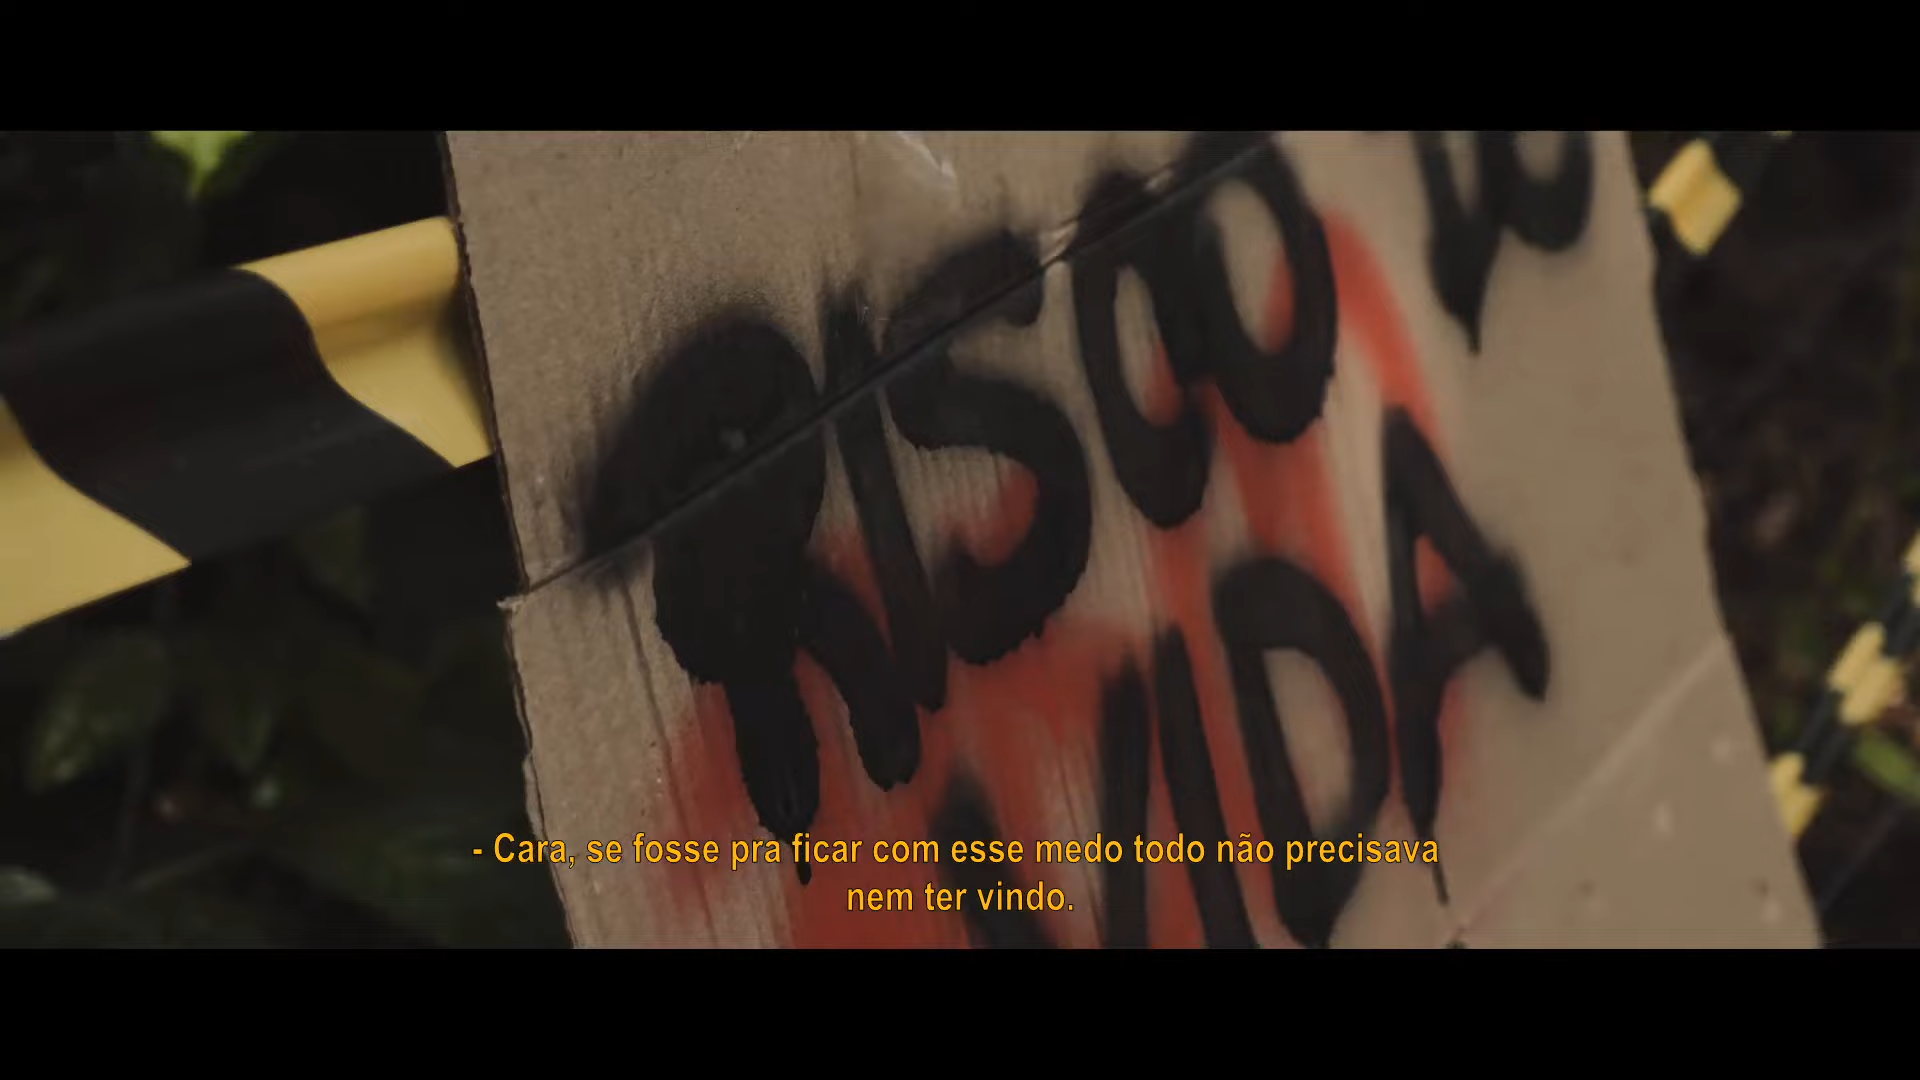 RISCO
A
VIDA
- Cara, se fosse pra ficar com esse medo todo não precisava
nem ter vindo.